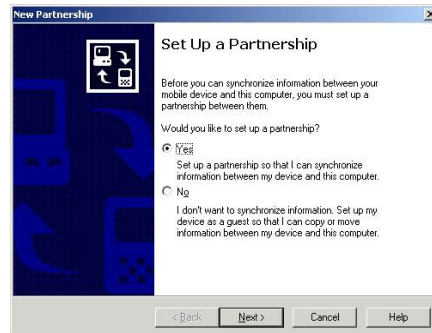 New Partnership
Set Up a Partnership
Before you can synchronize information between your
mobile device and this computer, you must set up a
partnership between them.
Would you like to set up a partnership?
Yes
Set up a partnership so that I can synchronize
information between my device and this computer.
No
I don't want to synchronize information. Set up my
device as a guest so that I can copy or move
information between my device and this computer.
< Back Next > Cancel Help